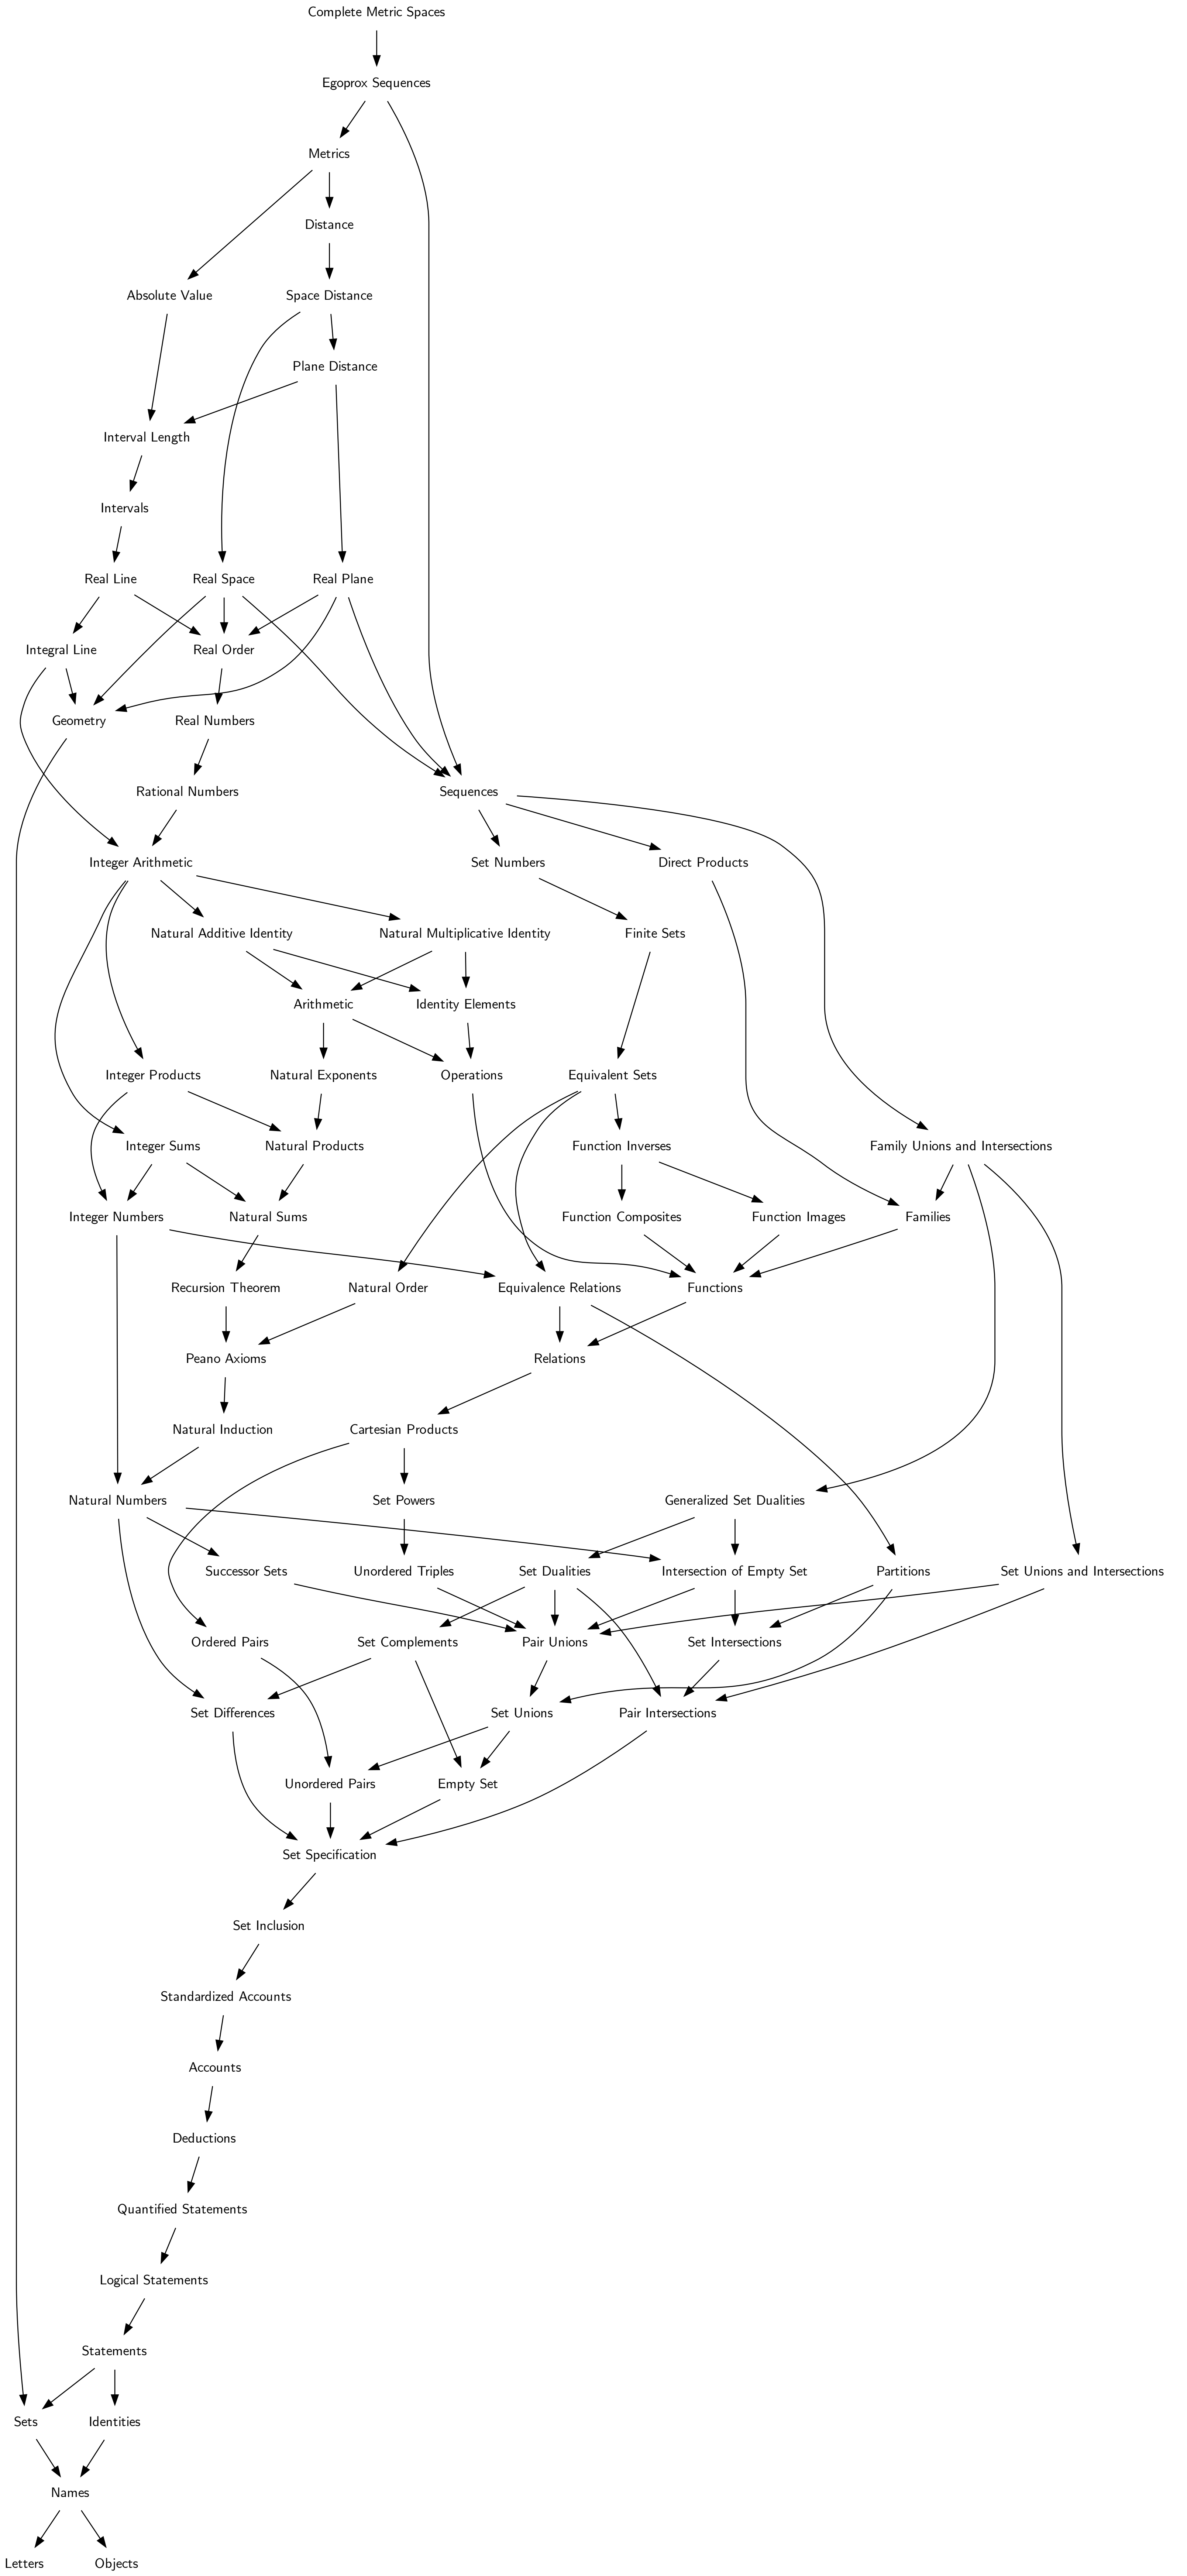 Complete Metric Spaces
Egoprox Sequences
Metrics
Distance
Absolute Value
Space Distance
Plane Distance
Interval Length
Intervals
Real Line
Real Space
Real Plane
Integral Line
Real Order
Geometry
Real Numbers
Rational Numbers
Sequences
Integer Arithmetic
Set Numbers
Direct Products
Natural Additive Identity
Natural Multiplicative Identity
Finite Sets
Arithmetic
Identity Elements
Integer Products
Natural Exponents
Operations
Equivalent Sets
Integer Sums
Natural Products
Function Inverses
Family Unions and Intersections
Integer Numbers
Natural Sums
Function Composites
Function Images
Families
Recursion Theorem
Natural Order
Equivalence Relations
Functions
Peano Axioms
Relations
Natural Induction
Cartesian Products
Natural Numbers
Set Powers
Generalized Set Dualities
Successor Sets
Unordered Triples
Set Dualities
Intersection of Empty Set
Partitions
Set Unions and Intersections
Ordered Pairs
Set Complements
Pair Unions
Set Intersections
Set Differences
Set Unions
Pair Intersections
Unordered Pairs
Empty Set
Set Specification
Set Inclusion
Standardized Accounts
Accounts
Deductions
Quantified Statements
Logical Statements
Statements
Sets
Identities
Names
Letters
Objects